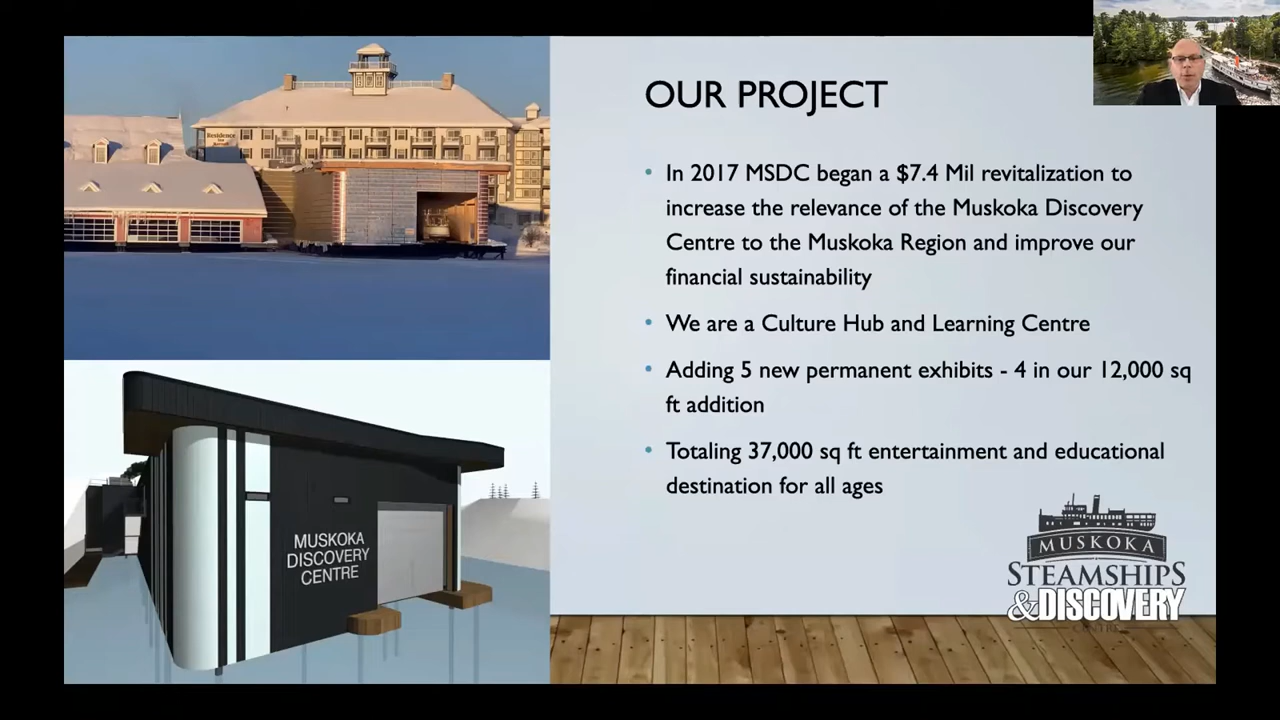 OUR PROJECT
• In 2017 MSDC began a $7.4 Mil revitalization to
increase the relevance of the Muskoka Discovery
Centre to the Muskoka Region and improve our
financial sustainability
• We are a Culture Hub and Learning Centre
• Adding 5 new permanent exhibits - 4 in our 12,000 sq
ft addition
• Totaling 37,000 sq ft entertainment and educational
destination for all ages
Residence
MUSKOKA
DISCOVERY
CENTRE
MUSKOKA
STEAMSHIPS
&DISCOVERY
CENTRE